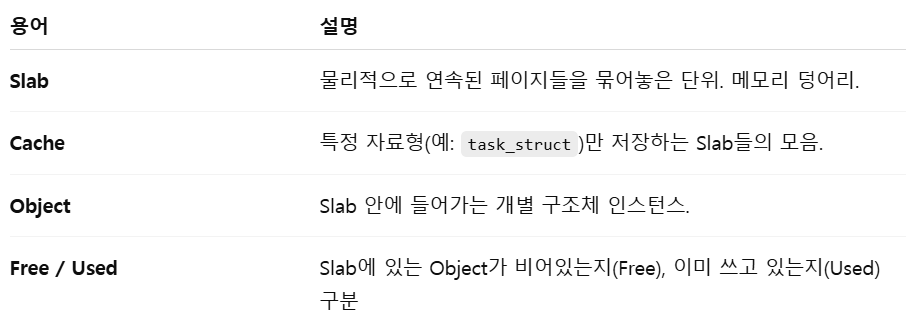 용어 설명
Slab 물리적으로 연속된 페이지들을 묶어놓은 단위. 메모리 덩어리.
Cache 특정 자료형(예: task_struct)만 저장하는 Slab들의 모음.
Object Slab 안에 들어가는 개별 구조체 인스턴스.
Free / Used Slab에 있는 Object가 비어있는지(Free), 이미 쓰고 있는지(Used)
구분